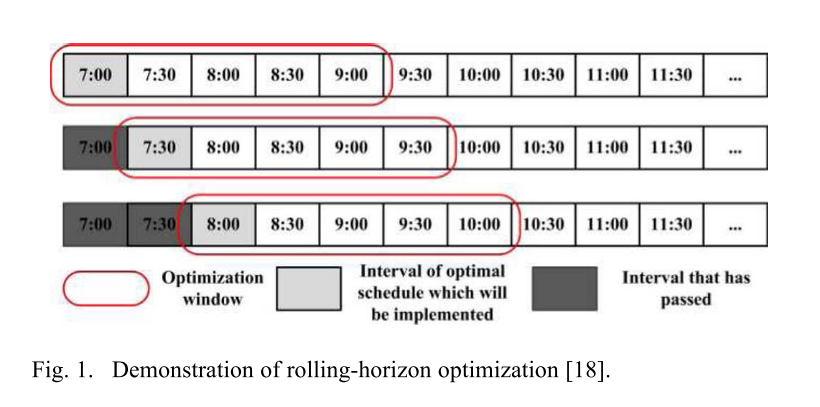 7:00 7:30 8:00 8:30 9:00 9:30 10:00 10:30 11:00 11:30 ...
7:00 7:30 8:00 8:30 9:00 9:30 10:00 10:30 11:00 11:30 ...
7:00 7:30 8:00 8:30 9:00 9:30 10:00 10:30 11:00 11:30 ...
Optimization
window
Interval of optimal
schedule which will
be implemented
Interval that has
passed
Fig. 1. Demonstration of rolling-horizon optimization [18].